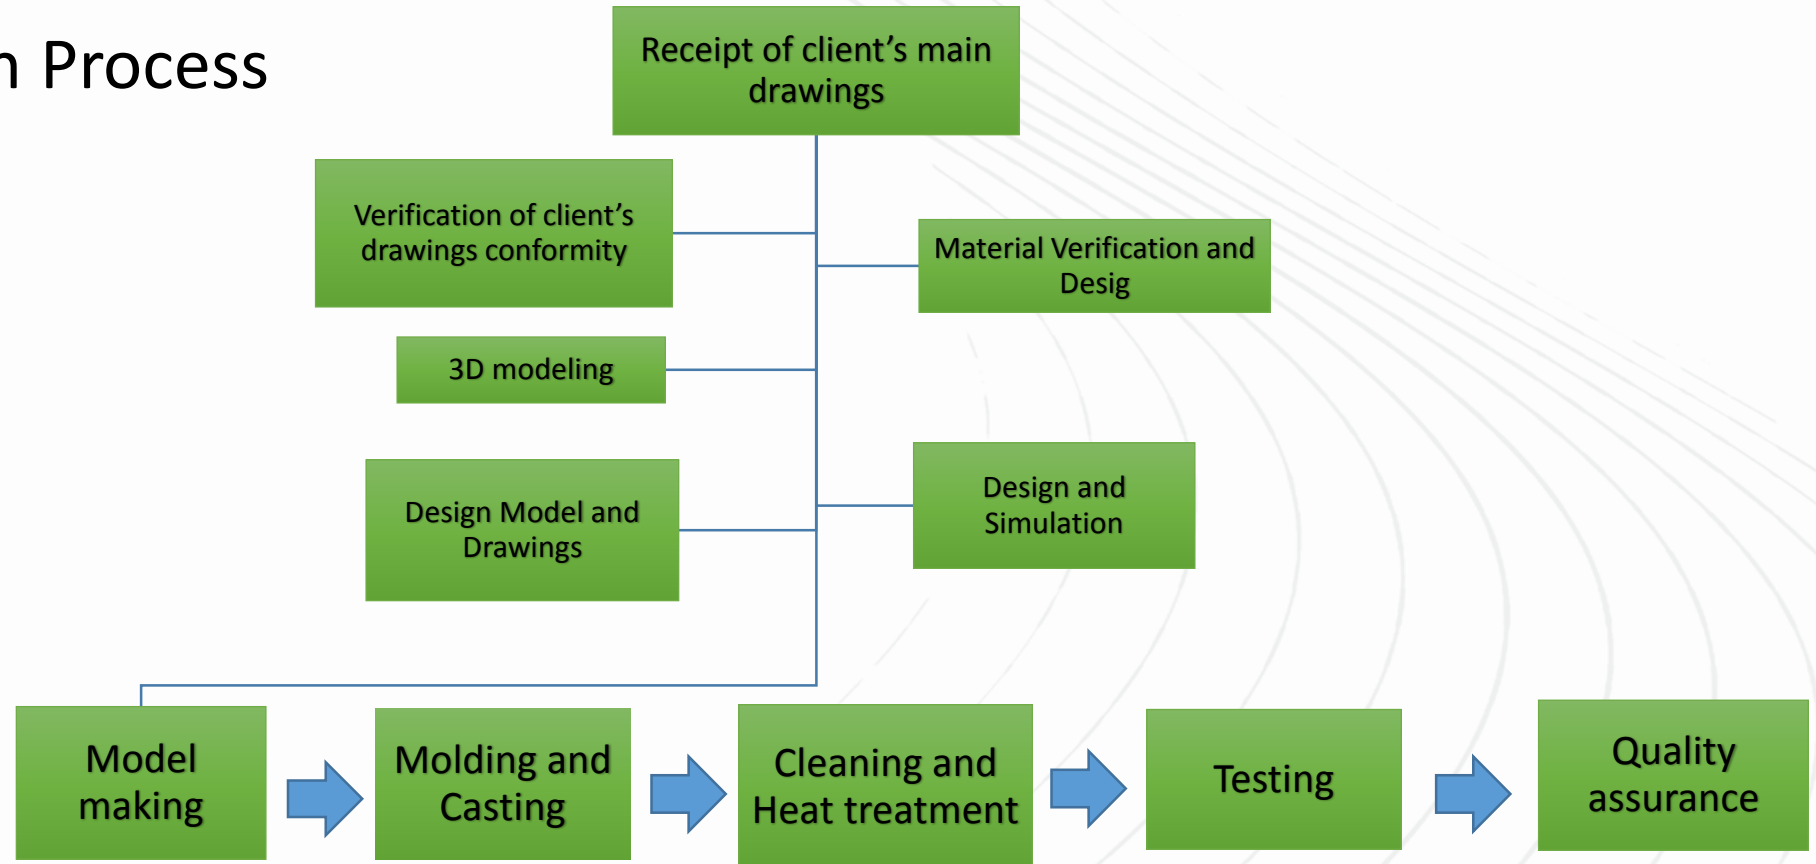 n Process
Receipt of client’s main
drawings
Verification of client’s
drawings conformity
Material Verification and
Desig
3D modeling
Design and
Simulation
Design Model and
Drawings
Model
making
Molding and
Casting
Cleaning and
Heat treatment
Testing
Quality
assurance